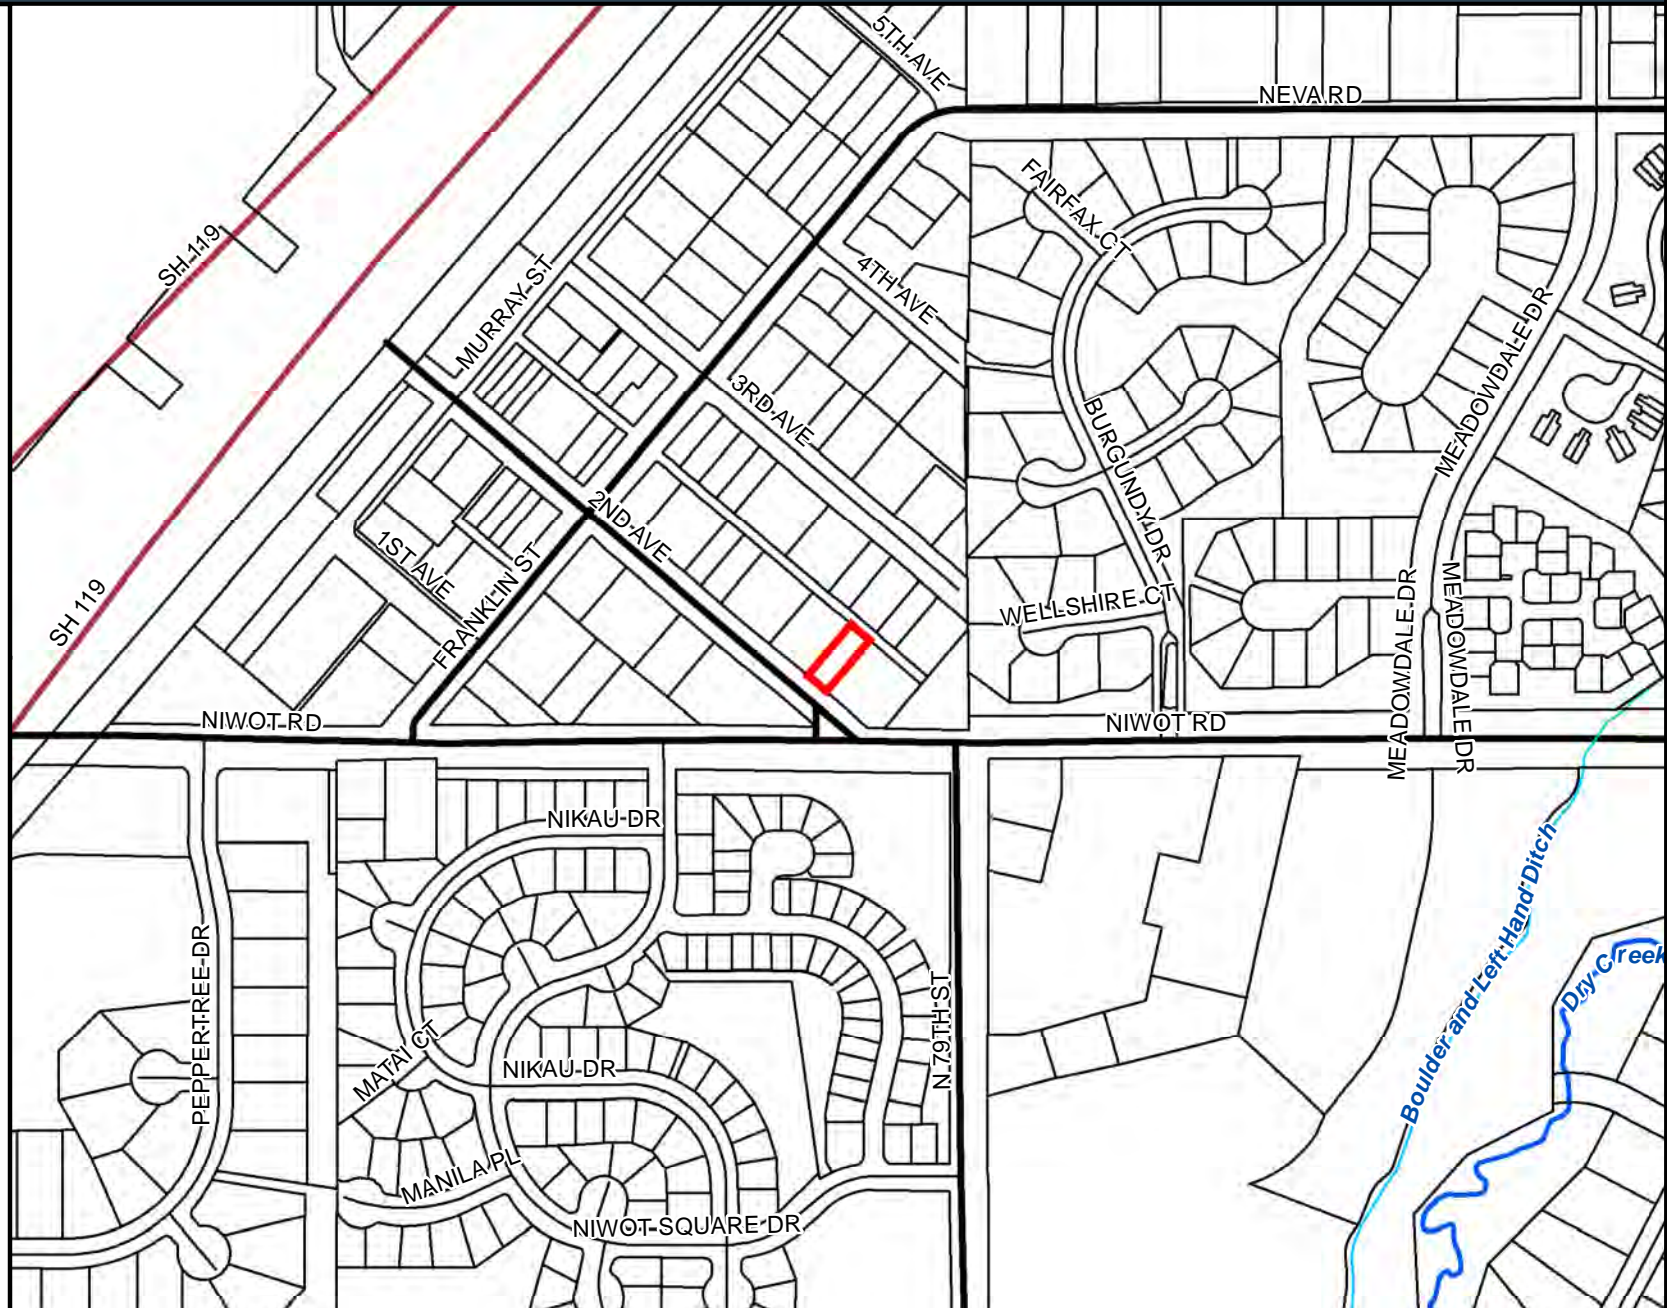 5TH AVE
NEVA RD
FAIRFAX CT
SH 119
MURRAY ST
4TH AVE
MEADOWDALE DR
3RD AVE
BURGUNDY DR
2ND AVE
1ST AVE
FRANKLIN ST
SH 119
WELLSHIRE CT
MEADOWDALE DR
MEADOWDALE DR
NIWOT RD
NIWOT RD
NIKAU DR
Boulder and Left Hand Ditch
PEPPERTREE DR
Dry Creek
N 79TH ST
MATAI CT
NIKAU DR
MANILA PL
NIWOT SQUARE DR